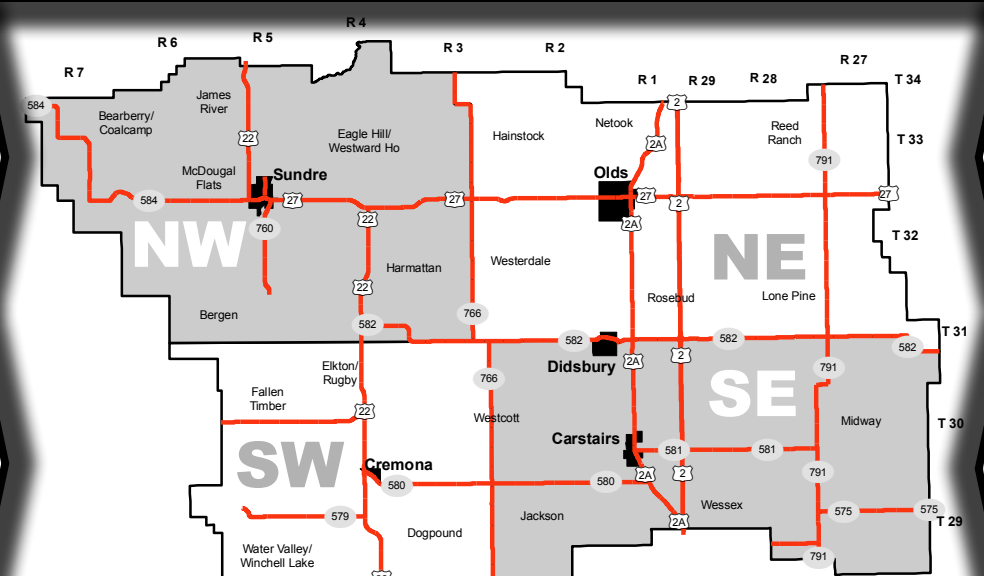 R 4
R 6
R 5
R 3
R 2
R 27
R 7
R 1
R 29
R 28
T 34
584
James
River
Bearberry/
Coalcamp
22
Eagle Hill/
Westward Ho
Hainstock
Netook
2
2A
Reed
Ranch
791
T 33
McDougal
Flats
Sundre
Olds
584
27
27
27
27
760
22
2A
2
NW
NE
T 32
Harmattan
Westerdale
22
Rosebud
Lone Pine
Bergen
582
766
582
582
582
T 31
Didsbury
2A
2
791
Elkton/
Rugby
766
SE
Fallen
Timber
22
Westcott
Midway
T 30
Carstairs
581
581
SW
Cremona
580
580
2A
2
791
579
Jackson
Wessex
2A
575
575
T 29
Dogpound
Water Valley/
Winchell Lake
791